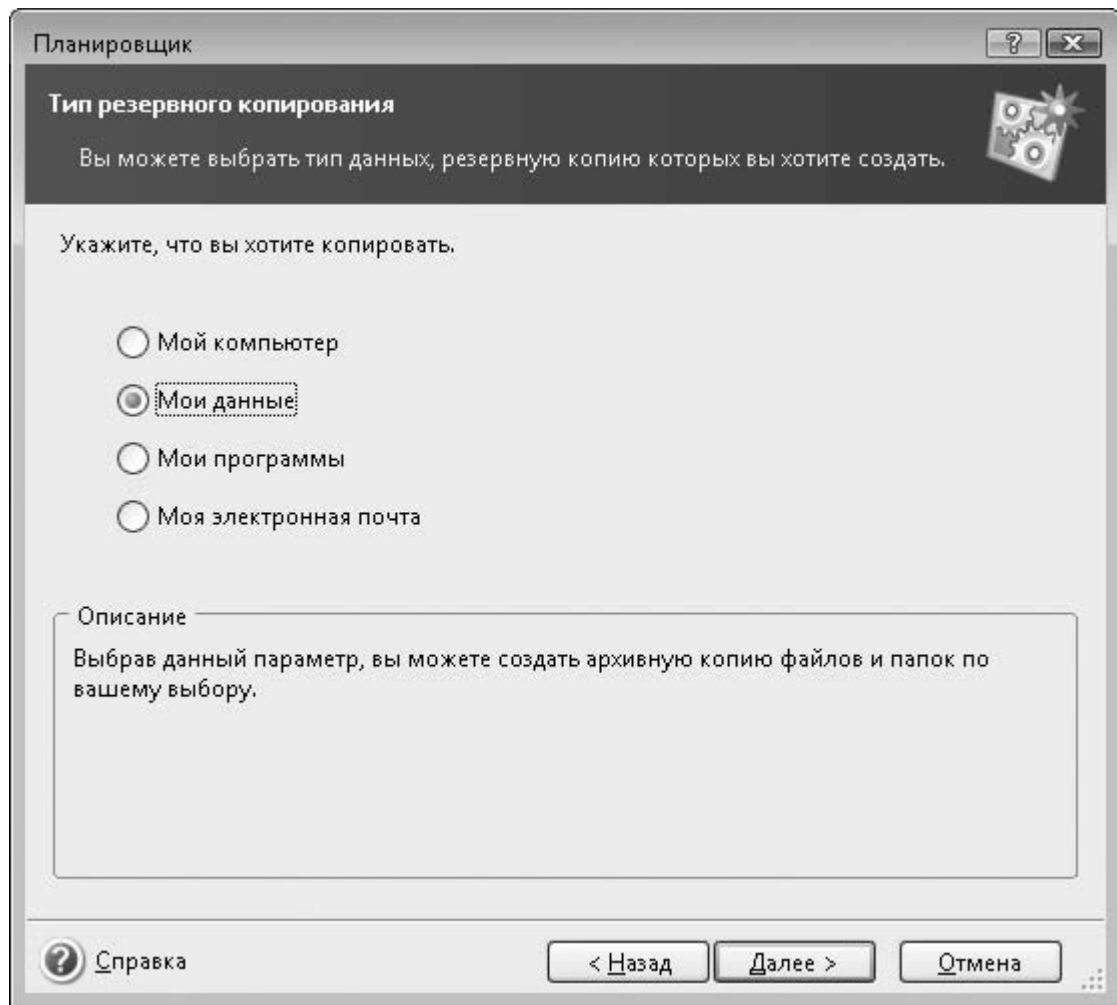 Планировщик
Тип резервного копирования
Вы можете выбрать тип данных, резервную копию которых вы хотите создать.
Укажите, что вы хотите копировать.
Мой компьютер
Мои данные
Мои программы
Моя электронная почта
Описание
Выбрав данный параметр, вы можете создать архивную копию файлов и папок по
вашему выбору.
Справка
< Назад
Далее >
Отмена